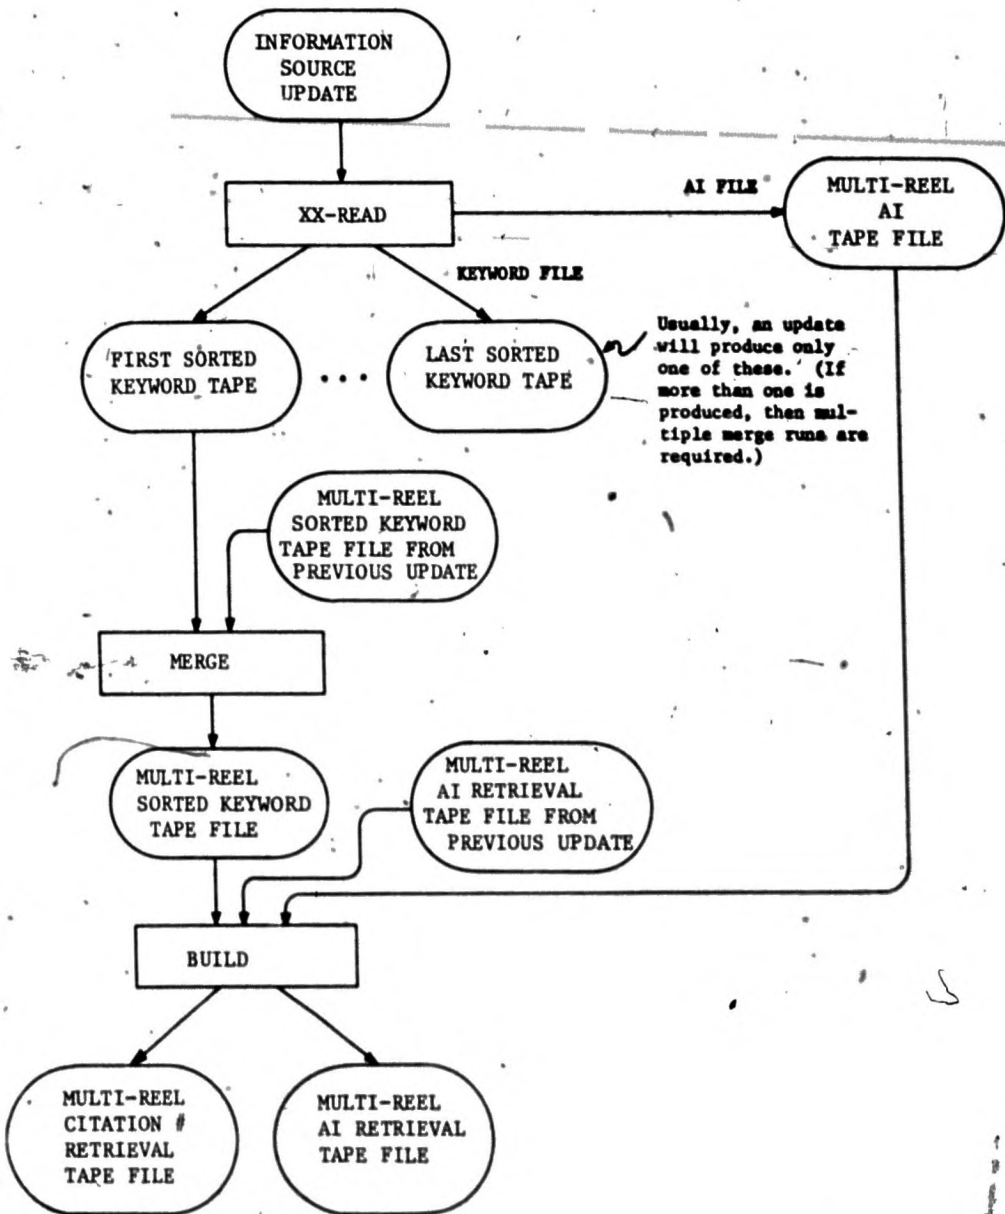 INFORMATION
SOURCE
UPDATE
XX-READ
AI FILE
MULTI-REEL
AI
TAPE FILE
KEYWORD FILE
FIRST SORTED
KEYWORD TAPE
...
LAST SORTED
KEYWORD TAPE
Usually, an update
will produce only
one of these. (If
more than one is
produced, then mul-
tiple merge runs are
required.)
MULTI-REEL
SORTED KEYWORD
TAPE FILE FROM
PREVIOUS UPDATE
MERGE
MULTI-REEL
SORTED KEYWORD
TAPE FILE
MULTI-REEL
AI RETRIEVAL
TAPE FILE FROM
PREVIOUS UPDATE
BUILD
MULTI-REEL
CITATION #
RETRIEVAL
TAPE FILE
MULTI-REEL
AI RETRIEVAL
TAPE FILE